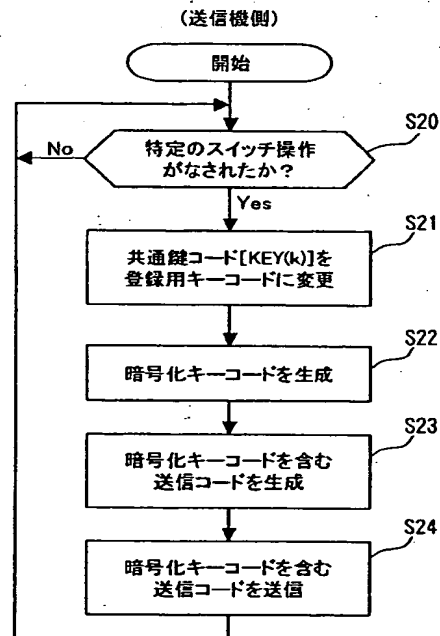 (送信機側)
開始
S20
特定のスイッチ操作
がなされたか？
No
Yes
S21
共通鍵コード[KEY(k)]を
登録用キーコードに変更
S22
暗号化キーコードを生成
S23
暗号化キーコードを含む
送信コードを生成
S24
暗号化キーコードを含む
送信コードを送信